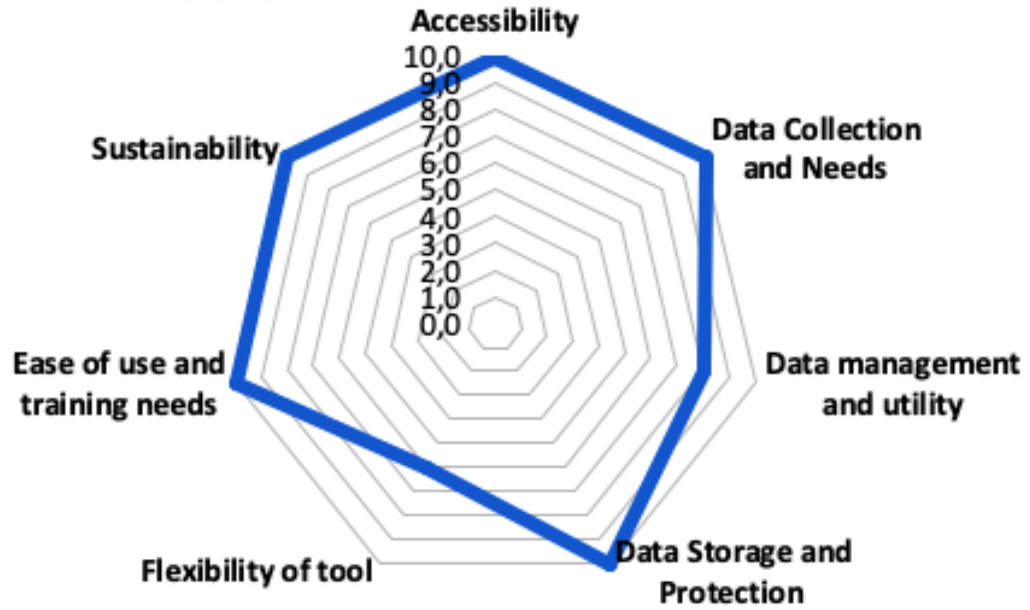 Accessibility
10,0
9,0
8,0
7,0
6,0
5,0
4,0
3,0
2,0
1,0
0,0
Data Collection
and Needs
Data management
and utility
Data Storage and
Protection
Flexibility of tool
Ease of use and
training needs
Sustainability